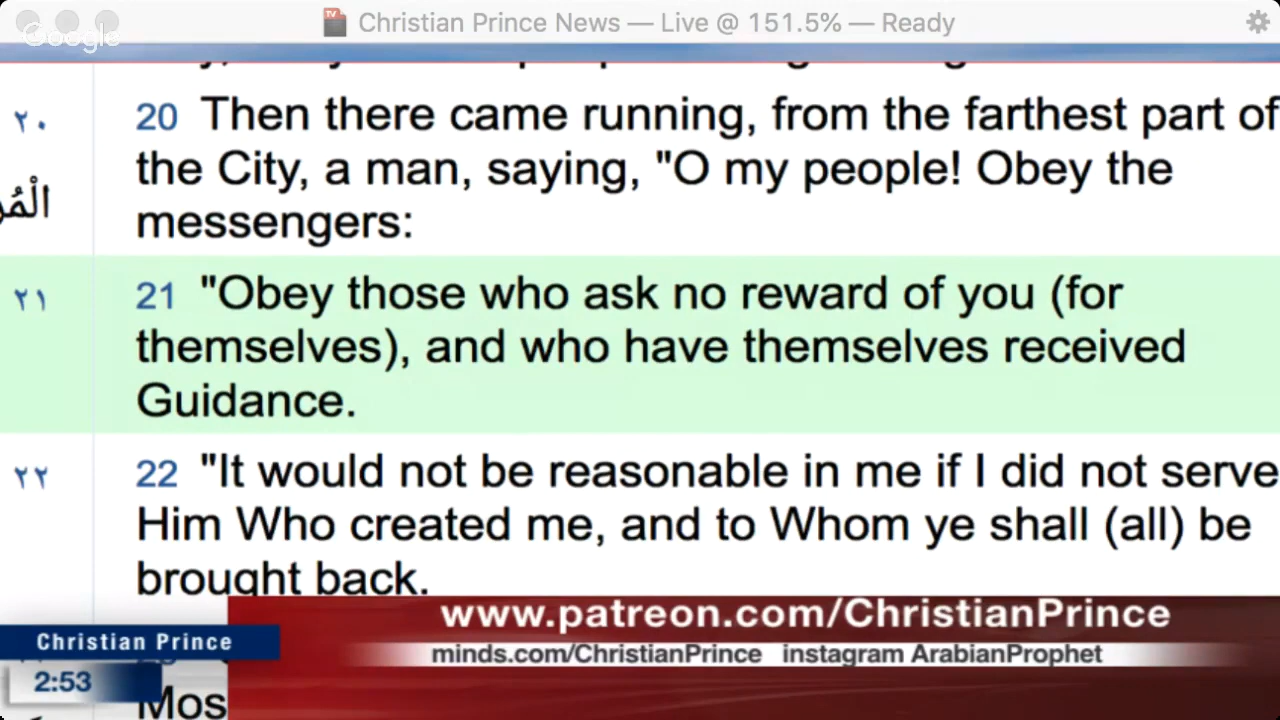 Christian Prince News — Live @ 151.5% — Ready
Google
٢٠
20 Then there came running, from the farthest part of
the City, a man, saying, "O my people! Obey the
messengers:
٢١
21 "Obey those who ask no reward of you (for
themselves), and who have themselves received
Guidance.
٢٢
22 "It would not be reasonable in me if I did not serve
Him Who created me, and to Whom ye shall (all) be
brought back.
www.patreon.com/ChristianPrince
Christian Prince
minds.com/ChristianPrince instagram ArabianProphet
2:53
Mos